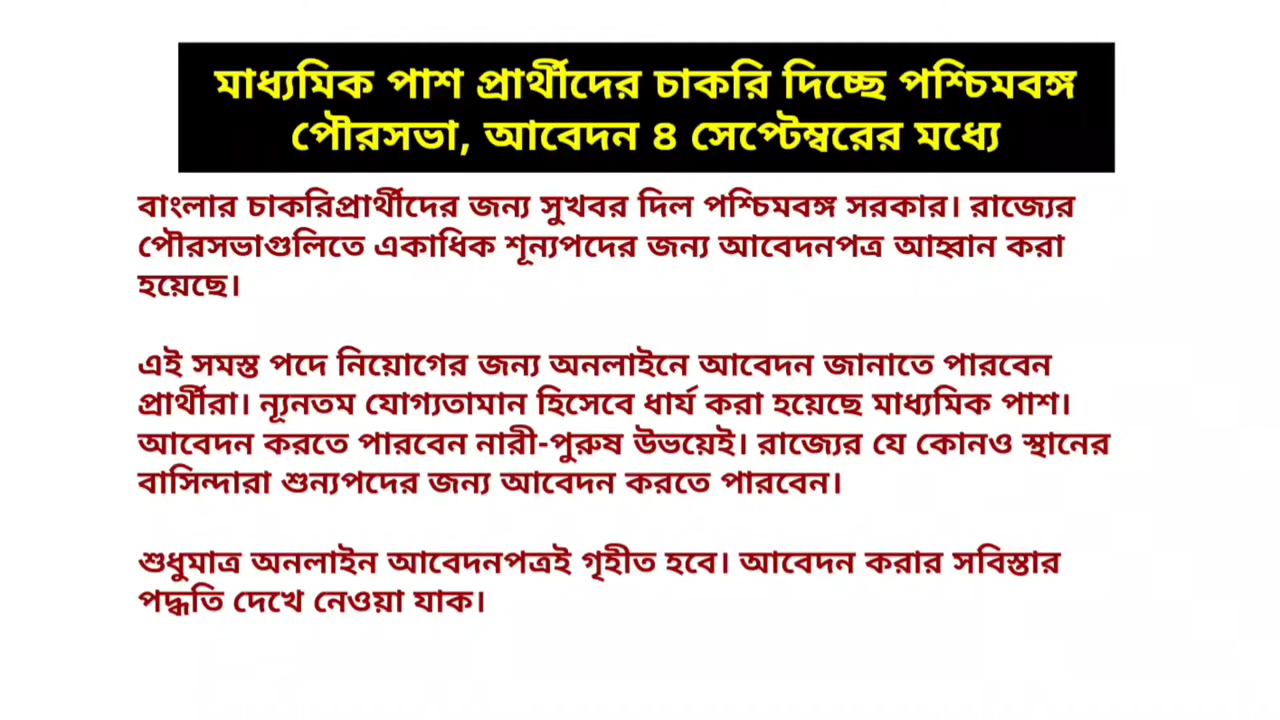 মাধ্যমিক পাশ প্রার্থীদের চাকরি দিচ্ছে পশ্চিমবঙ্গ
পৌরসভা, আবেদন ৪ সেপ্টেম্বরের মধ্যে
বাংলার চাকরিপ্রার্থীদের জন্য সুখবর দিল পশ্চিমবঙ্গ সরকার। রাজ্যের
পৌরসভাগুলিতে একাধিক শূন্যপদের জন্য আবেদনপত্র আহ্বান করা
হয়েছে।
এই সমস্ত পদে নিয়োগের জন্য অনলাইনে আবেদন জানাতে পারবেন
প্রার্থীরা। ন্যূনতম যোগ্যতামান হিসেবে ধার্য করা হয়েছে মাধ্যমিক পাশ।
আবেদন করতে পারবেন নারী-পুরুষ উভয়েই। রাজ্যের যে কোনও স্থানের
বাসিন্দারা শুন্যপদের জন্য আবেদন করতে পারবেন।
শুধুমাত্র অনলাইন আবেদনপত্রই গৃহীত হবে। আবেদন করার সবিস্তার
পদ্ধতি দেখে নেওয়া যাক।